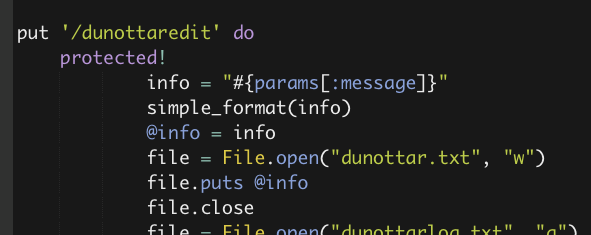 put '/dunottaredit' do
protected!
info = "#{params[:message]}"
simple_format(info)
@info = info
file = File.open("dunottar.txt", "w")
file.puts @info
file.close
file = File.open("dunottarlog.txt", "a")